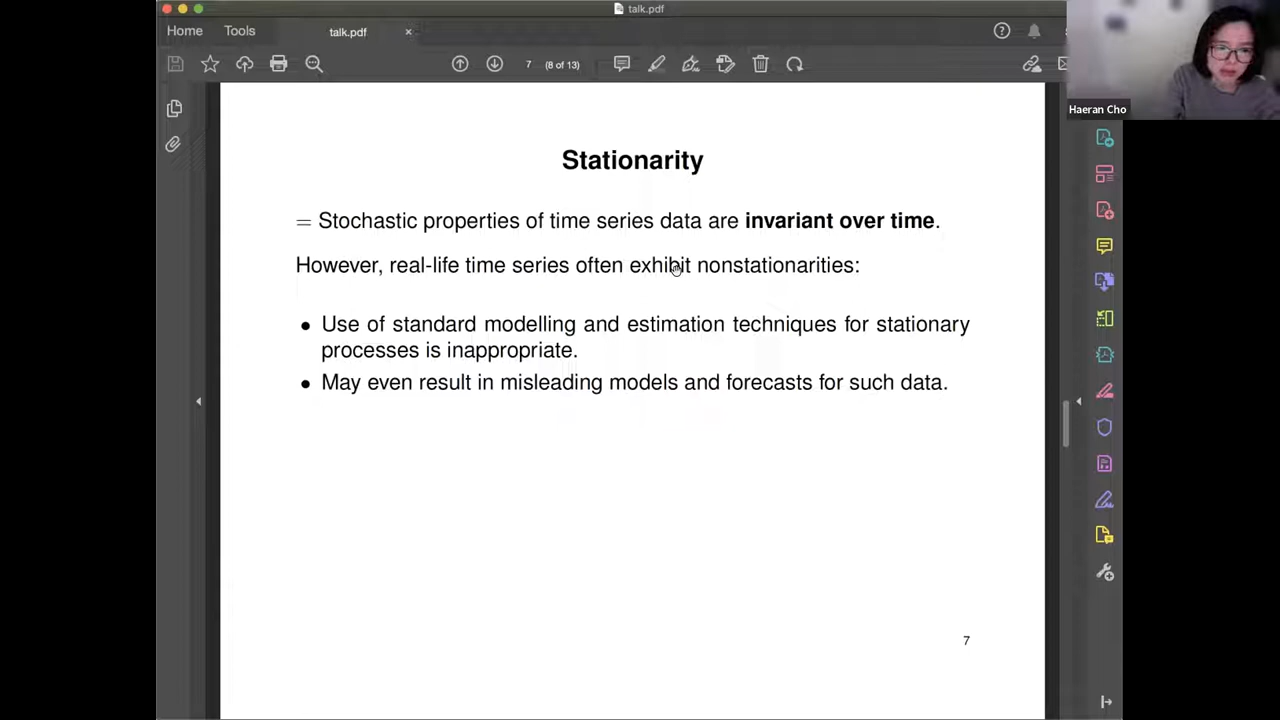 talk.pdf
Home Tools talk.pdf ×
7 (8 of 13)
Haeran Cho
Stationarity
= Stochastic properties of time series data are invariant over time.
However, real-life time series often exhibit nonstationarities:
• Use of standard modelling and estimation techniques for stationary
processes is inappropriate.
• May even result in misleading models and forecasts for such data.
7